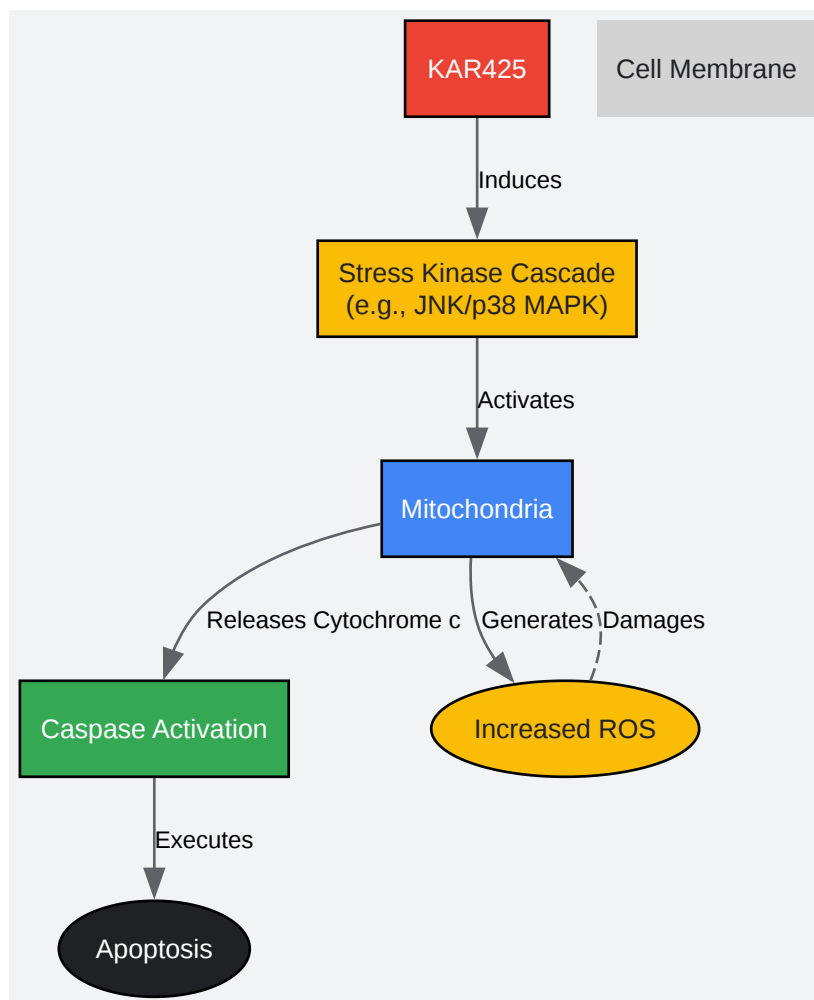 KAR425
Cell Membrane
Induces
Stress Kinase Cascade
(e.g., JNK/p38 MAPK)
Activates
Mitochondria
Releases Cytochrome c
Generates
Damages
Caspase Activation
Increased ROS
Executes
Apoptosis